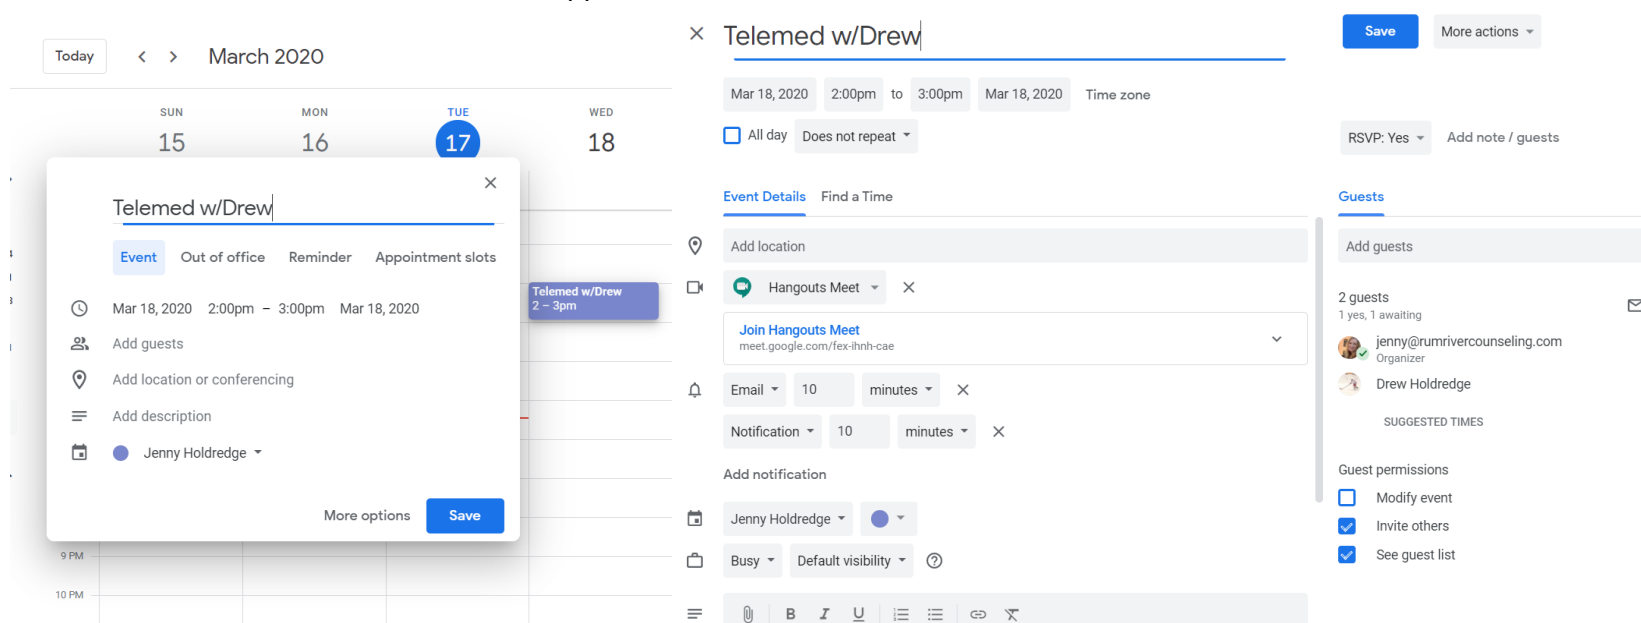 Today < > March 2020
SUN MON TUE WED
15 16 17 18
Telemed w/Drew
Event Out of office Reminder Appointment slots
Mar 18, 2020 2:00pm – 3:00pm Mar 18, 2020
Add guests
Add location or conferencing
Add description
Jenny Holdredge
More options Save
Telemed w/Drew
2 – 3pm
9 PM
10 PM
Telemed w/Drew
Save More actions
Mar 18, 2020 2:00pm to 3:00pm Mar 18, 2020 Time zone
All day Does not repeat
RSVP: Yes Add note / guests
Event Details Find a Time
Add location
Hangouts Meet
Join Hangouts Meet
meet.google.com/fex-ihnh-cae
Email 10 minutes
Notification 10 minutes
Add notification
Jenny Holdredge
Busy Default visibility
B I U
Guests
Add guests
2 guests
1 yes, 1 awaiting
jenny@rumrivercounseling.com
Organizer
Drew Holdredge
SUGGESTED TIMES
Guest permissions
Modify event
Invite others
See guest list